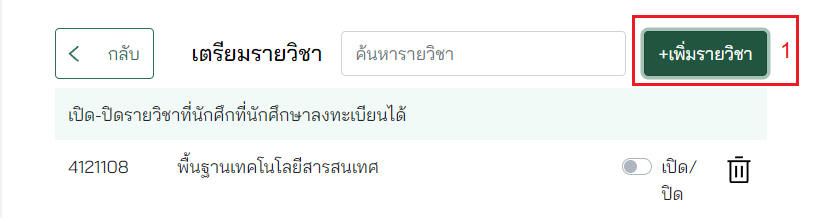 กลับ เตรียมรายวิชา ค้นหารายวิชา +เพิ่มรายวิชา 1
เปิด-ปิดรายวิชาที่นักศึกที่นักศึกษาลงทะเบียนได้
4121108 พื้นฐานเทคโนโลยีสารสนเทศ เปิด/
ปิด